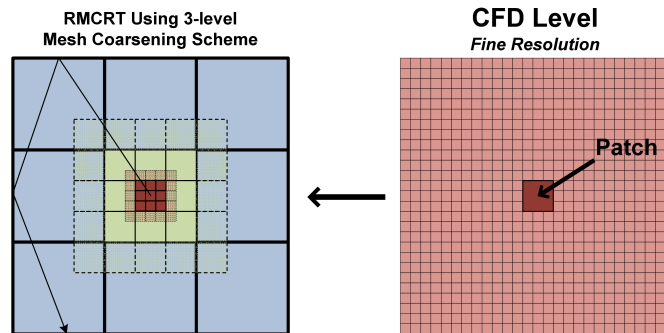 RMCRT Using 3-level
Mesh Coarsening Scheme
CFD Level
Fine Resolution
Patch